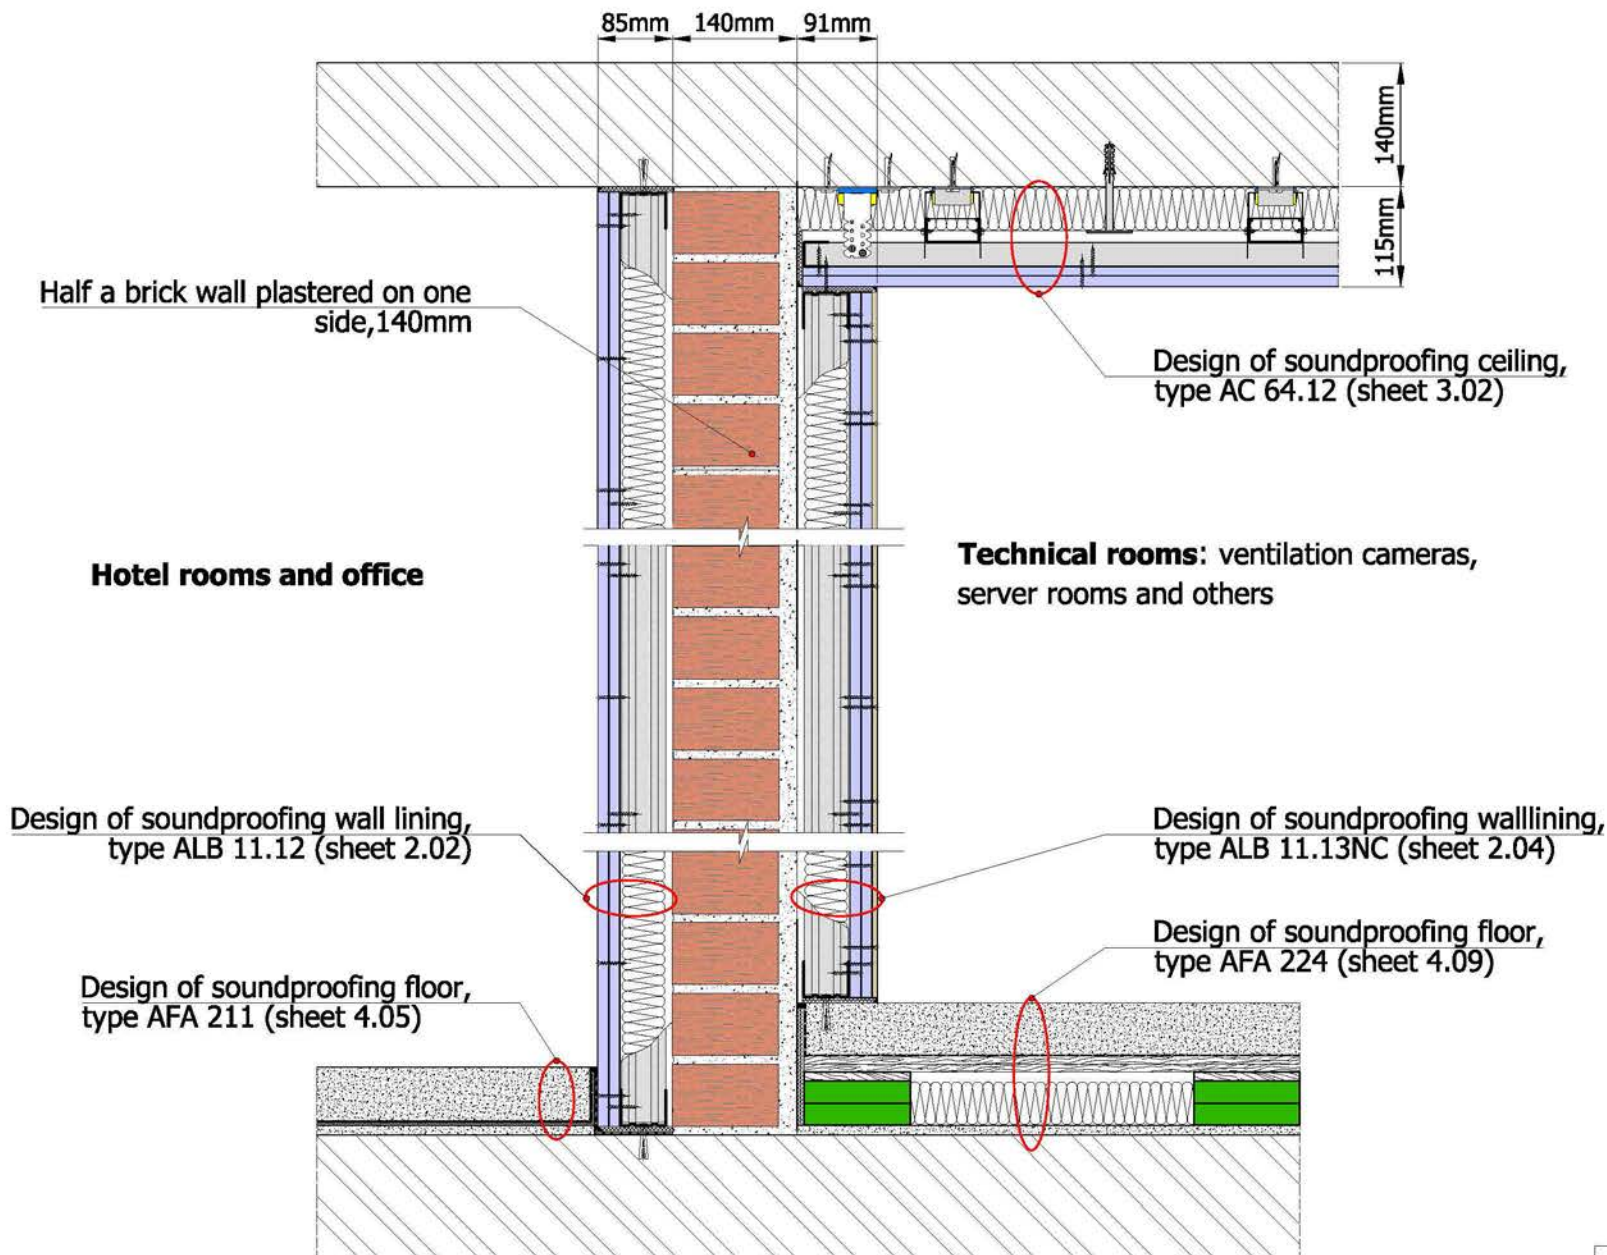 85mm 140mm 91mm
140mm
115mm
Half a brick wall plastered on one
side,140mm
Design of soundproofing ceiling,
type AC 64.12 (sheet 3.02)
Hotel rooms and office
Technical rooms: ventilation cameras,
server rooms and others
Design of soundproofing wall lining,
type ALB 11.12 (sheet 2.02)
Design of soundproofing walllining,
type ALB 11.13NC (sheet 2.04)
Design of soundproofing floor,
type AFA 224 (sheet 4.09)
Design of soundproofing floor,
type AFA 211 (sheet 4.05)